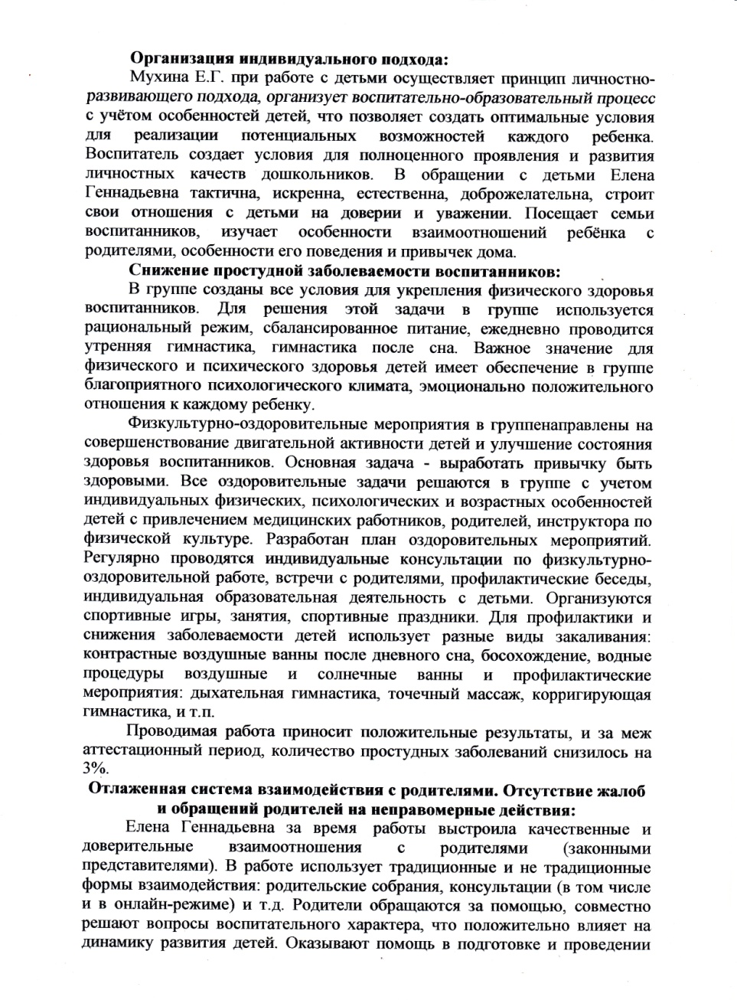 Организация индивидуального подхода:
Мухина Е.Г. при работе с детьми осуществляет принцип личностно-
развивающего подхода, организует воспитательно-образовательный процесс
с учётом особенностей детей, что позволяет создать оптимальные условия
для реализации потенциальных возможностей каждого ребенка.
Воспитатель создает условия для полноценного проявления и развития
личностных качеств дошкольников. В обращении с детьми Елена
Геннадьевна тактична, искренна, естественна, доброжелательна, строит
свои отношения с детьми на доверии и уважении. Посещает семьи
воспитанников, изучает особенности взаимоотношений ребёнка с
родителями, особенности его поведения и привычек дома.
Снижение простудной заболеваемости воспитанников:
В группе созданы все условия для укрепления физического здоровья
воспитанников. Для решения этой задачи в группе используется
рациональный режим, сбалансированное питание, ежедневно проводится
утренняя гимнастика, гимнастика после сна. Важное значение для
физического и психического здоровья детей имеет обеспечение в группе
благоприятного психологического климата, эмоционально положительного
отношения к каждому ребенку.
Физкультурно-оздоровительные мероприятия в группенаправлены на
совершенствование двигательной активности детей и улучшение состояния
здоровья воспитанников. Основная задача - выработать привычку быть
здоровыми. Все оздоровительные задачи решаются в группе с учетом
индивидуальных физических, психологических и возрастных особенностей
детей с привлечением медицинских работников, родителей, инструктора по
физической культуре. Разработан план оздоровительных мероприятий.
Регулярно проводятся индивидуальные консультации по физкультурно-
оздоровительной работе, встречи с родителями, профилактические беседы,
индивидуальная образовательная деятельность с детьми. Организуются
спортивные игры, занятия, спортивные праздники. Для профилактики и
снижения заболеваемости детей использует разные виды закаливания:
контрастные воздушные ванны после дневного сна, босохождение, водные
процедуры воздушные и солнечные ванны и профилактические
мероприятия: дыхательная гимнастика, точечный массаж, корригирующая
гимнастика, и т.п.
Проводимая работа приносит положительные результаты, и за меж
аттестационный период, количество простудных заболеваний снизилось на
3%.
Отлаженная система взаимодействия с родителями. Отсутствие жалоб
и обращений родителей на неправомерные действия:
Елена Геннадьевна за время работы выстроила качественные и
доверительные взаимоотношения с родителями (законными
представителями). В работе использует традиционные и не традиционные
формы взаимодействия: родительские собрания, консультации (в том числе
и в онлайн-режиме) и т.д. Родители обращаются за помощью, совместно
решают вопросы воспитательного характера, что положительно влияет на
динамику развития детей. Оказывают помощь в подготовке и проведении